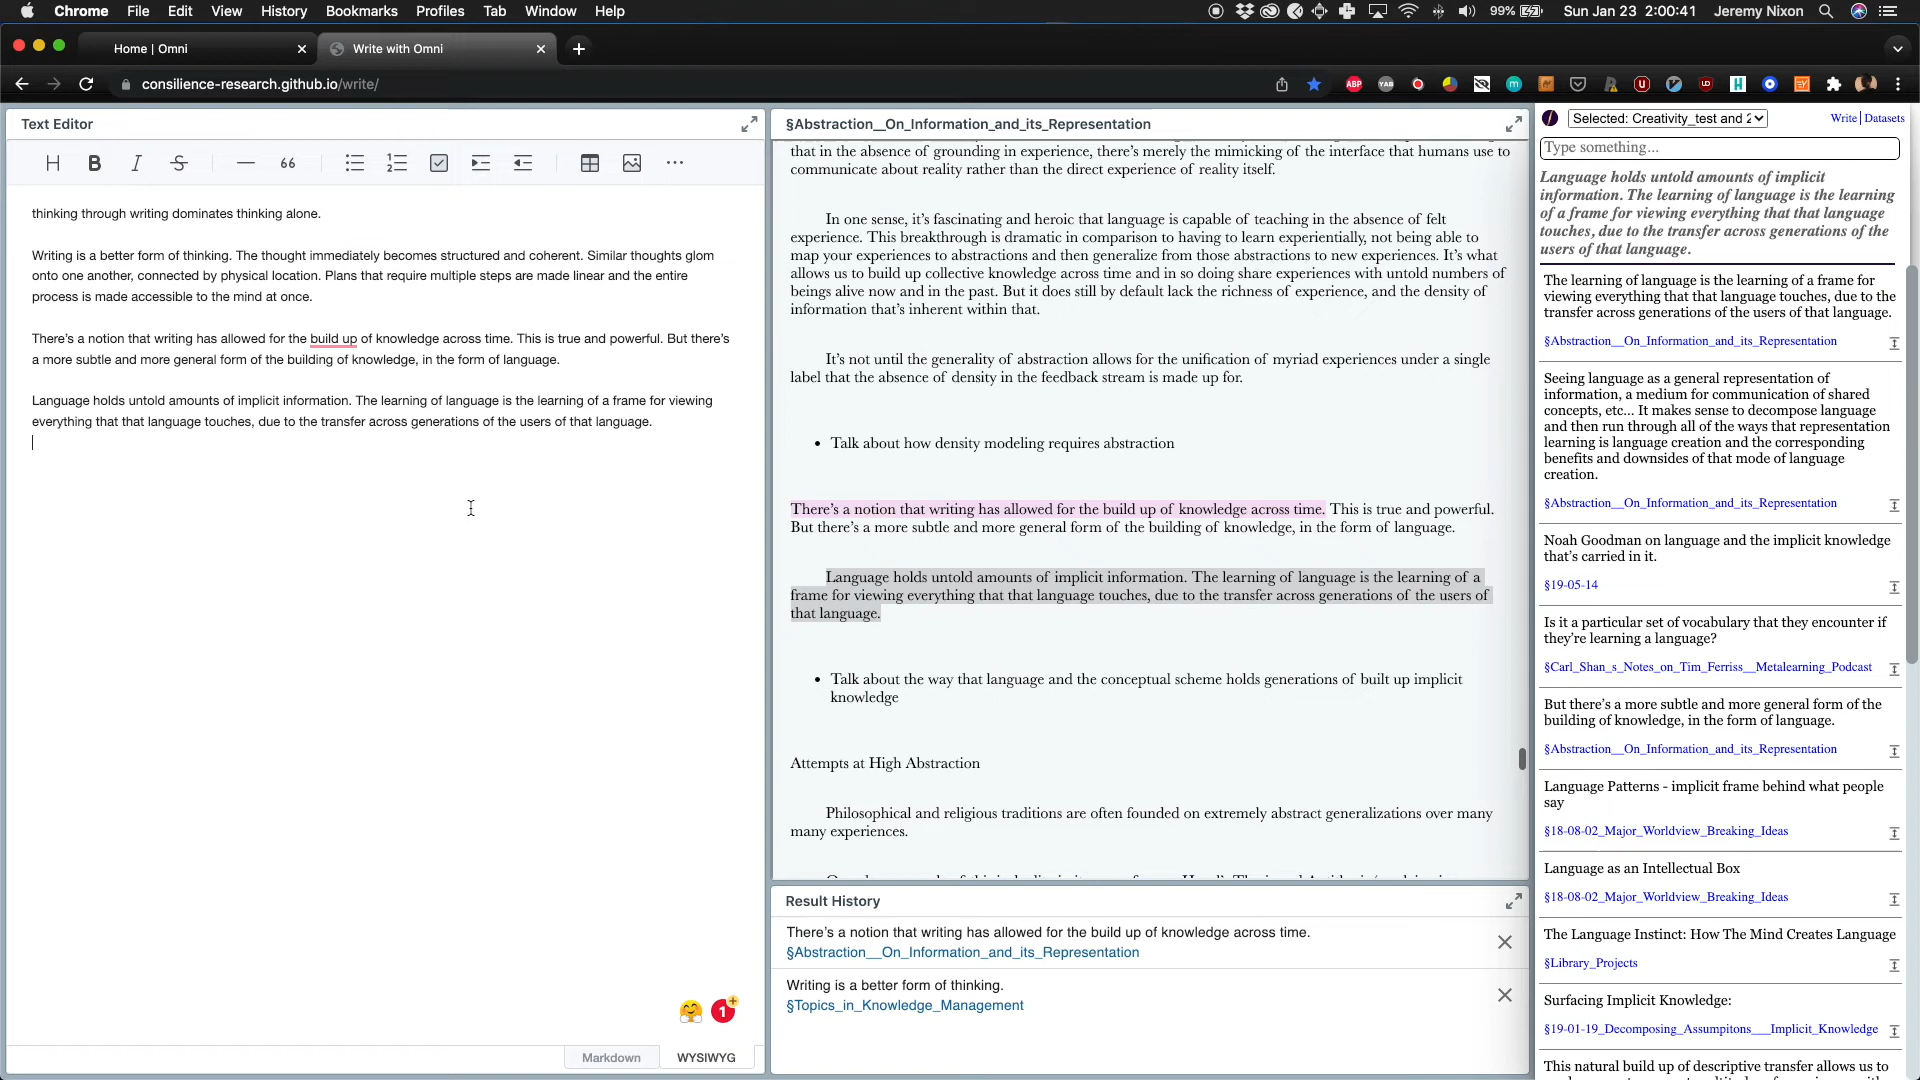 Chrome File Edit View History Bookmarks Profiles Tab Window Help 99% Sun Jan 23 2:00:41 Jeremy Nixon
Home | Omni
Write with Omni
consilience-research.github.io/write/
Text Editor
H B I S 66
thinking through writing dominates thinking alone.
Writing is a better form of thinking. The thought immediately becomes structured and coherent. Similar thoughts glom
onto one another, connected by physical location. Plans that require multiple steps are made linear and the entire
process is made accessible to the mind at once.
There's a notion that writing has allowed for the build up of knowledge across time. This is true and powerful. But there's
a more subtle and more general form of the building of knowledge, in the form of language.
Language holds untold amounts of implicit information. The learning of language is the learning of a frame for viewing
everything that that language touches, due to the transfer across generations of the users of that language.
1
Markdown WYSIWYG
§Abstraction__On_Information_and_its_Representation
that in the absence of grounding in experience, there's merely the mimicking of the interface that humans use to
communicate about reality rather than the direct experience of reality itself.
In one sense, it's fascinating and heroic that language is capable of teaching in the absence of felt
experience. This breakthrough is dramatic in comparison to having to learn experientially, not being able to
map your experiences to abstractions and then generalize from those abstractions to new experiences. It's what
allows us to build up collective knowledge across time and in so doing share experiences with untold numbers of
beings alive now and in the past. But it does still by default lack the richness of experience, and the density of
information that's inherent within that.
It's not until the generality of abstraction allows for the unification of myriad experiences under a single
label that the absence of density in the feedback stream is made up for.
• Talk about how density modeling requires abstraction
There's a notion that writing has allowed for the build up of knowledge across time. This is true and powerful.
But there's a more subtle and more general form of the building of knowledge, in the form of language.
Language holds untold amounts of implicit information. The learning of language is the learning of a
frame for viewing everything that that language touches, due to the transfer across generations of the users of
that language.
• Talk about the way that language and the conceptual scheme holds generations of built up implicit
knowledge
Attempts at High Abstraction
Philosophical and religious traditions are often founded on extremely abstract generalizations over many
many experiences.
Result History
There's a notion that writing has allowed for the build up of knowledge across time.
§Abstraction__On_Information_and_its_Representation
Writing is a better form of thinking.
§Topics_in_Knowledge_Management
Selected: Creativity_test and 2
Write | Datasets
Type something...
Language holds untold amounts of implicit
information. The learning of language is the learning
of a frame for viewing everything that that language
touches, due to the transfer across generations of the
users of that language.
The learning of language is the learning of a frame for
viewing everything that that language touches, due to the
transfer across generations of the users of that language.
§Abstraction__On_Information_and_its_Representation
Seeing language as a general representation of
information, a medium for communication of shared
concepts, etc... It makes sense to decompose language
and then run through all of the ways that representation
learning is language creation and the corresponding
benefits and downsides of that mode of language
creation.
§Abstraction__On_Information_and_its_Representation
Noah Goodman on language and the implicit knowledge
that's carried in it.
§19-05-14
Is it a particular set of vocabulary that they encounter if
they're learning a language?
§Carl_Shan_s_Notes_on_Tim_Ferriss__Metalearning_Podcast
But there's a more subtle and more general form of the
building of knowledge, in the form of language.
§Abstraction__On_Information_and_its_Representation
Language Patterns - implicit frame behind what people
say
§18-08-02_Major_Worldview_Breaking_Ideas
Language as an Intellectual Box
§18-08-02_Major_Worldview_Breaking_Ideas
The Language Instinct: How The Mind Creates Language
§Library_Projects
Surfacing Implicit Knowledge:
§19-01-19_Decomposing_Assumpitons___Implicit_Knowledge
This natural build up of descriptive transfer allows us to